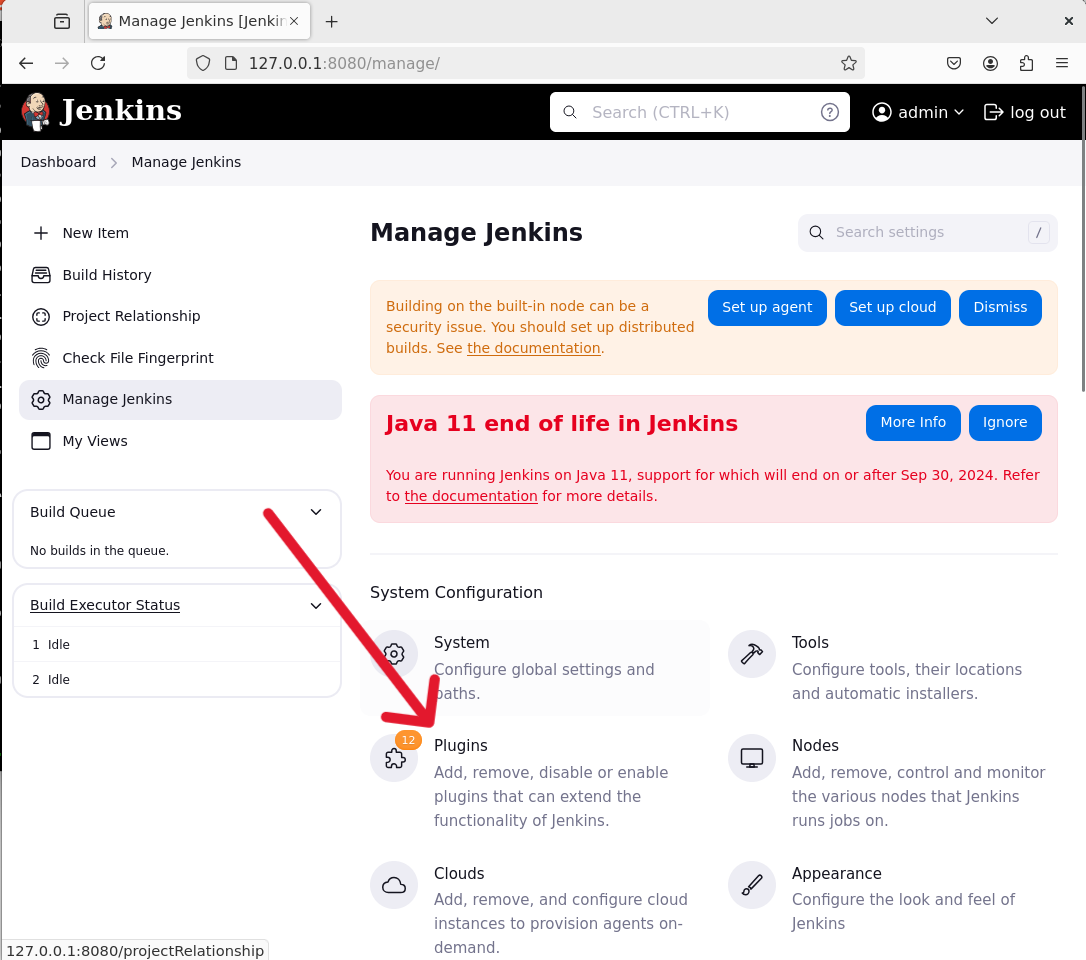 Manage Jenkins [Jenkin
127.0.0.1:8080/manage/
Jenkins
Search (CTRL+K)
?
admin
log out
Dashboard
Manage Jenkins
New Item
Build History
Project Relationship
Check File Fingerprint
Manage Jenkins
My Views
Build Queue
No builds in the queue.
Build Executor Status
1 Idle
2 Idle
Manage Jenkins
Search settings
/
Building on the built-in node can be a
security issue. You should set up distributed
builds. See the documentation.
Set up agent
Set up cloud
Dismiss
Java 11 end of life in Jenkins
More Info
Ignore
You are running Jenkins on Java 11, support for which will end on or after Sep 30, 2024. Refer
to the documentation for more details.
System Configuration
System
Configure global settings and
paths.
Tools
Configure tools, their locations
and automatic installers.
12
Plugins
Add, remove, disable or enable
plugins that can extend the
functionality of Jenkins.
Nodes
Add, remove, control and monitor
the various nodes that Jenkins
runs jobs on.
Clouds
Add, remove, and configure cloud
instances to provision agents on-
demand.
Appearance
Configure the look and feel of
Jenkins
127.0.0.1:8080/projectRelationship